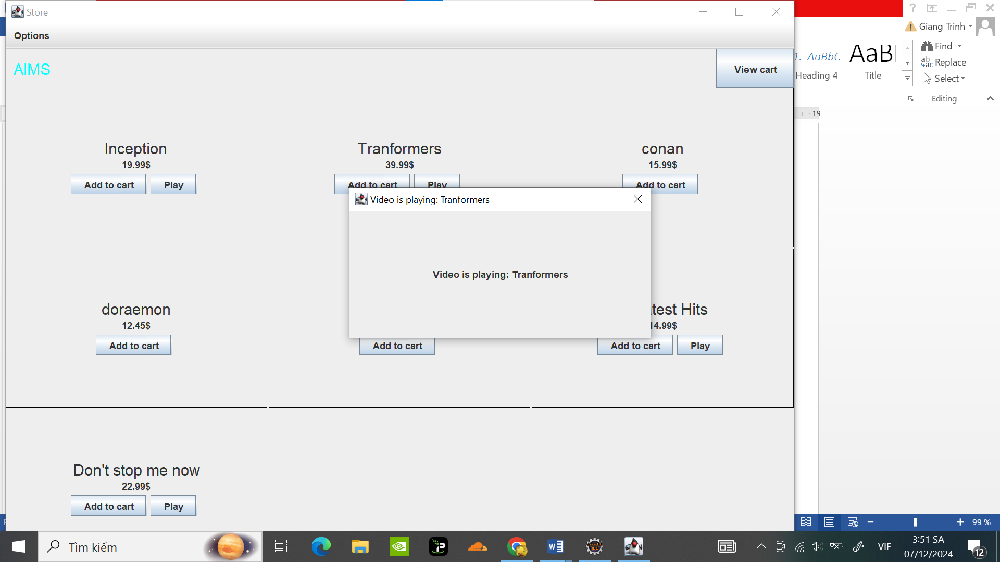 Store
Options
AIMS
View cart
Inception
19.99$
Add to cart Play
Tranformers
39.99$
Add to cart Play
conan
15.99$
Add to cart
Video is playing: Tranformers
Video is playing: Tranformers
doraemon
12.45$
Add to cart
Add to cart
test Hits
14.99$
Add to cart Play
Don't stop me now
22.99$
Add to cart Play
Giang Trinh
1. AaBbC
Heading 4
AaB
Title
Find
Replace
Select
Editing
19
99 %
Tìm kiếm
VIE
3:51 SA
07/12/2024
12